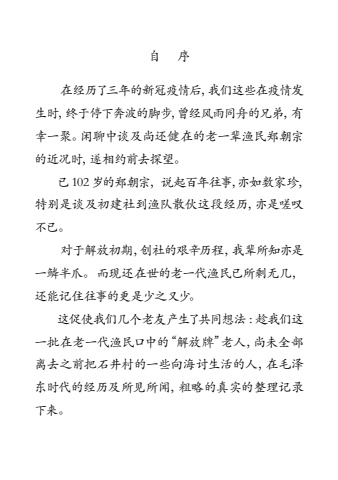 自 序
在经历了三年的新冠疫情后，我们这些在疫情发
生时，终于停下奔波的脚步，曾经风雨同舟的兄弟，有
幸一聚。闲聊中谈及尚还健在的老一辈渔民郑朝宗
的近况时，遂相约前去探望。
已 102 岁的郑朝宗，说起百年往事，亦如数家珍，
特别是谈及初建社到渔队散伙这段经历，亦是嗟叹
不已。
对于解放初期，创社的艰辛历程，我辈所知亦是
一鳞半爪。而现还在世的老一代渔民已所剩无几，
还能记住往事的更是少之又少。
这促使我们几个老友产生了共同想法：趁我们这
一批在老一代渔民口中的“解放牌”老人，尚未全部
离去之前把石井村的一些向海讨生活的人，在毛泽
东时代的经历及所见所闻，粗略的真实的整理记录
下来。